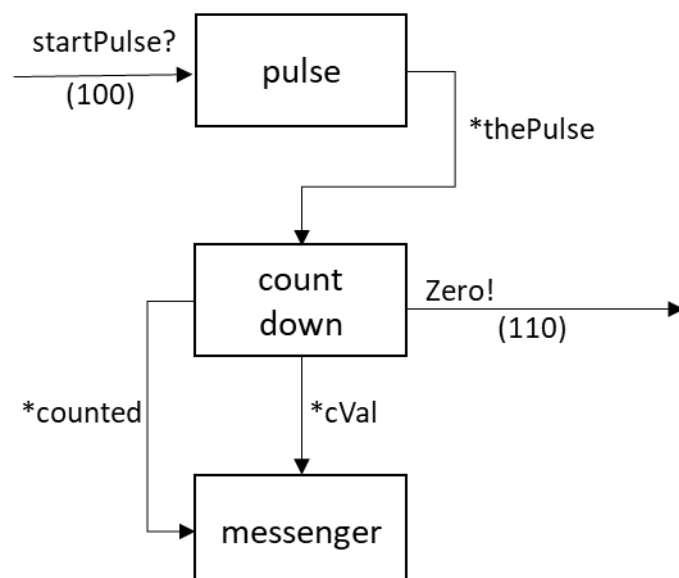 startPulse?
(100)
pulse
*thePulse
count
down
Zero!
(110)
*counted
*cVal
messenger